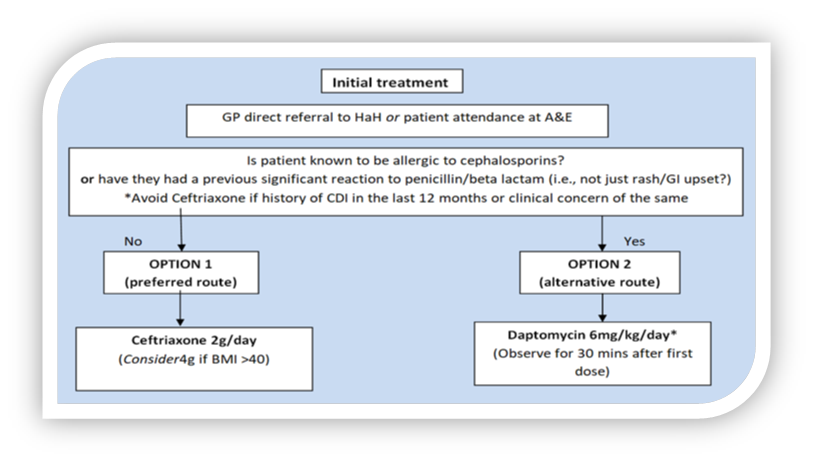 Initial treatment
GP direct referral to HaH or patient attendance at A&E
Is patient known to be allergic to cephalosporins?
or have they had a previous significant reaction to penicillin/beta lactam (i.e., not just rash/GI upset?)
*Avoid Ceftriaxone if history of CDI in the last 12 months or clinical concern of the same
No
Yes
OPTION 1
(preferred route)
OPTION 2
(alternative route)
Ceftriaxone 2g/day
(Consider4g if BMI >40)
Daptomycin 6mg/kg/day*
(Observe for 30 mins after first
dose)